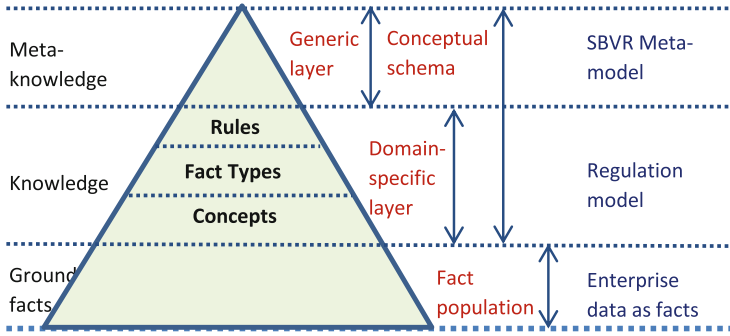 Meta-
knowledge
Generic
layer
Conceptual
schema
SBVR Meta-
model
Rules
Fact Types
Concepts
Knowledge
Domain-
specific
layer
Regulation
model
Ground
facts
Fact
population
Enterprise
data as facts